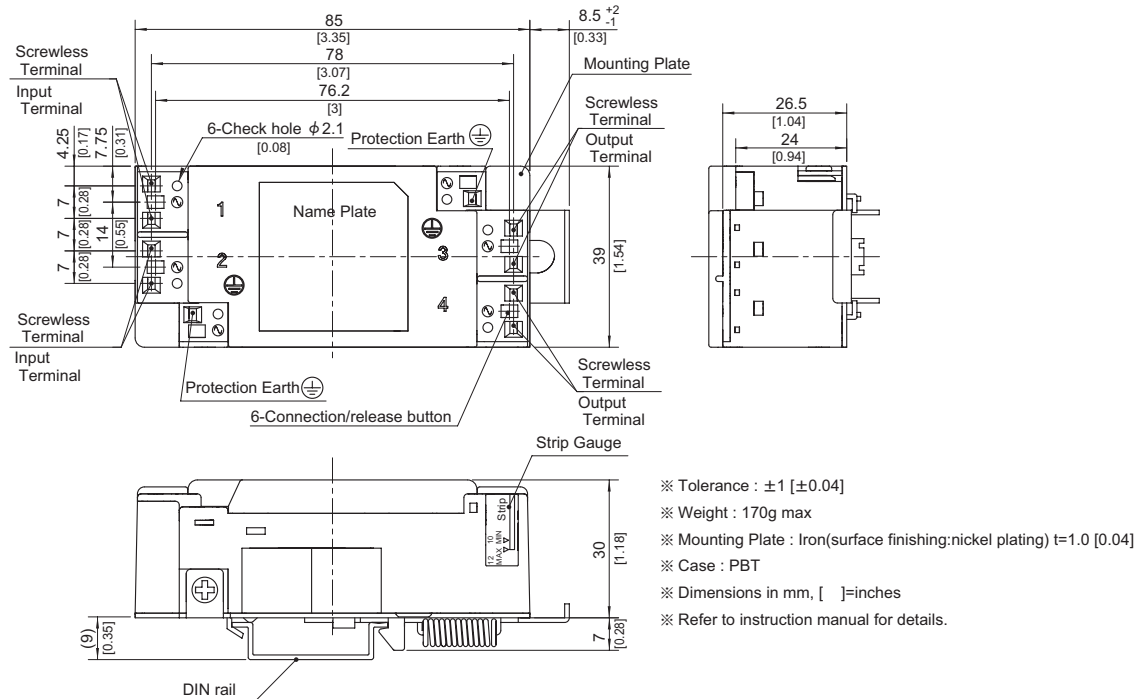 85
[3.35]
8.5 +2 -1
[0.33]
78
[3.07]
76.2
[3]
Screwless
Terminal
Input
Terminal
4.25
[0.17]
7.75
[0.31]
6-Check hole φ2.1
[0.08]
Protection Earth
Mounting Plate
Screwless
Terminal
Output
Terminal
26.5
[1.04]
24
[0.94]
7
[0.28]
7
[0.28]
14
[0.55]
7
[0.28]
1
2
Name Plate
3
4
39
[1.54]
Screwless
Terminal
Input
Terminal
Protection Earth
6-Connection/release button
Screwless
Terminal
Output
Terminal
Strip Gauge
Strip
12 10
MAX MIN
30
[1.18]
(9)
[0.35]
7
[0.28]
DIN rail
※ Tolerance : ±1 [±0.04]
※ Weight : 170g max
※ Mounting Plate : Iron(surface finishing:nickel plating) t=1.0 [0.04]
※ Case : PBT
※ Dimensions in mm, [ ]=inches
※ Refer to instruction manual for details.